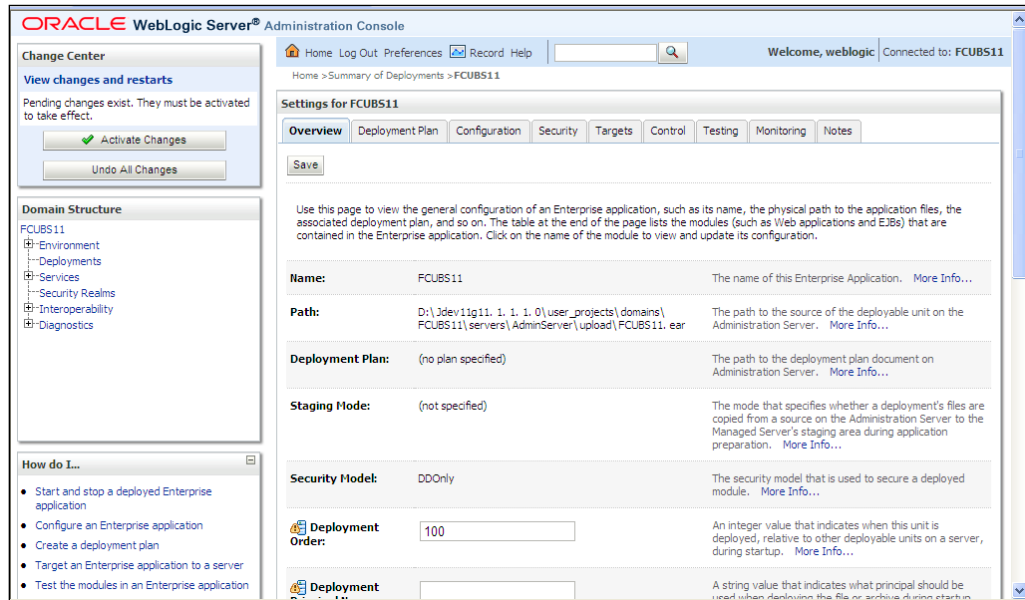 ORACLE WebLogic Server® Administration Console
Change Center
View changes and restarts
Pending changes exist. They must be activated
to take effect.
Activate Changes
Undo All Changes
Domain Structure
FCUBS11
Environment
Deployments
Services
Security Realms
Interoperability
Diagnostics
How do I...
Start and stop a deployed Enterprise
application
Configure an Enterprise application
Create a deployment plan
Target an Enterprise application to a server
Test the modules in an Enterprise application
Home Log Out Preferences Record Help
Welcome, weblogic Connected to: FCUBS11
Home >Summary of Deployments >FCUBS11
Settings for FCUBS11
Overview Deployment Plan Configuration Security Targets Control Testing Monitoring Notes
Save
Use this page to view the general configuration of an Enterprise application, such as its name, the physical path to the application files, the
associated deployment plan, and so on. The table at the end of the page lists the modules (such as Web applications and EJBs) that are
contained in the Enterprise application. Click on the name of the module to view and update its configuration.
Name: FCUBS11 The name of this Enterprise Application. More Info...
Path: D:\Jdev11g11. 1. 1. 1. 0\user_projects\domains\ The path to the source of the deployable unit on the
FCUBS11\servers\AdminServer\upload\FCUBS11. ear Administration Server. More Info...
Deployment Plan: (no plan specified) The path to the deployment plan document on
Administration Server. More Info...
Staging Mode: (not specified) The mode that specifies whether a deployment's files are
copied from a source on the Administration Server to the
Managed Server's staging area during application
preparation. More Info...
Security Model: DDOnly The security model that is used to secure a deployed
module. More Info...
Deployment 100 An integer value that indicates when this unit is
Order: deployed, relative to other deployable units on a server,
during startup. More Info...
Deployment A string value that indicates what principal should be
used when deploying the file or archive during startup